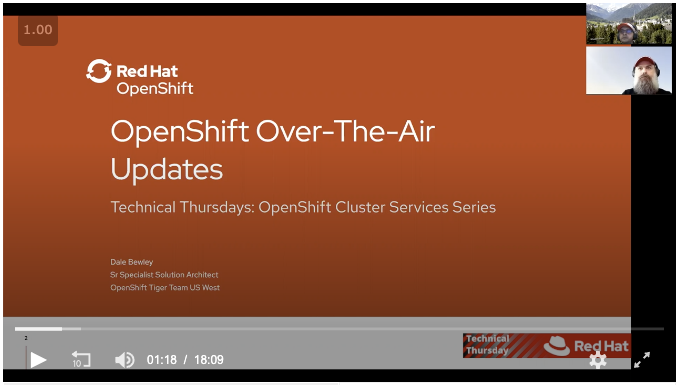 1.00
Red Hat
OpenShift
OpenShift Over-The-Air
Updates
Technical Thursdays: OpenShift Cluster Services Series
Dale Bewley
Sr Specialist Solution Architect
OpenShift Tiger Team US West
2
Technical
Thursday
Red Hat
10
01:18 / 18:09